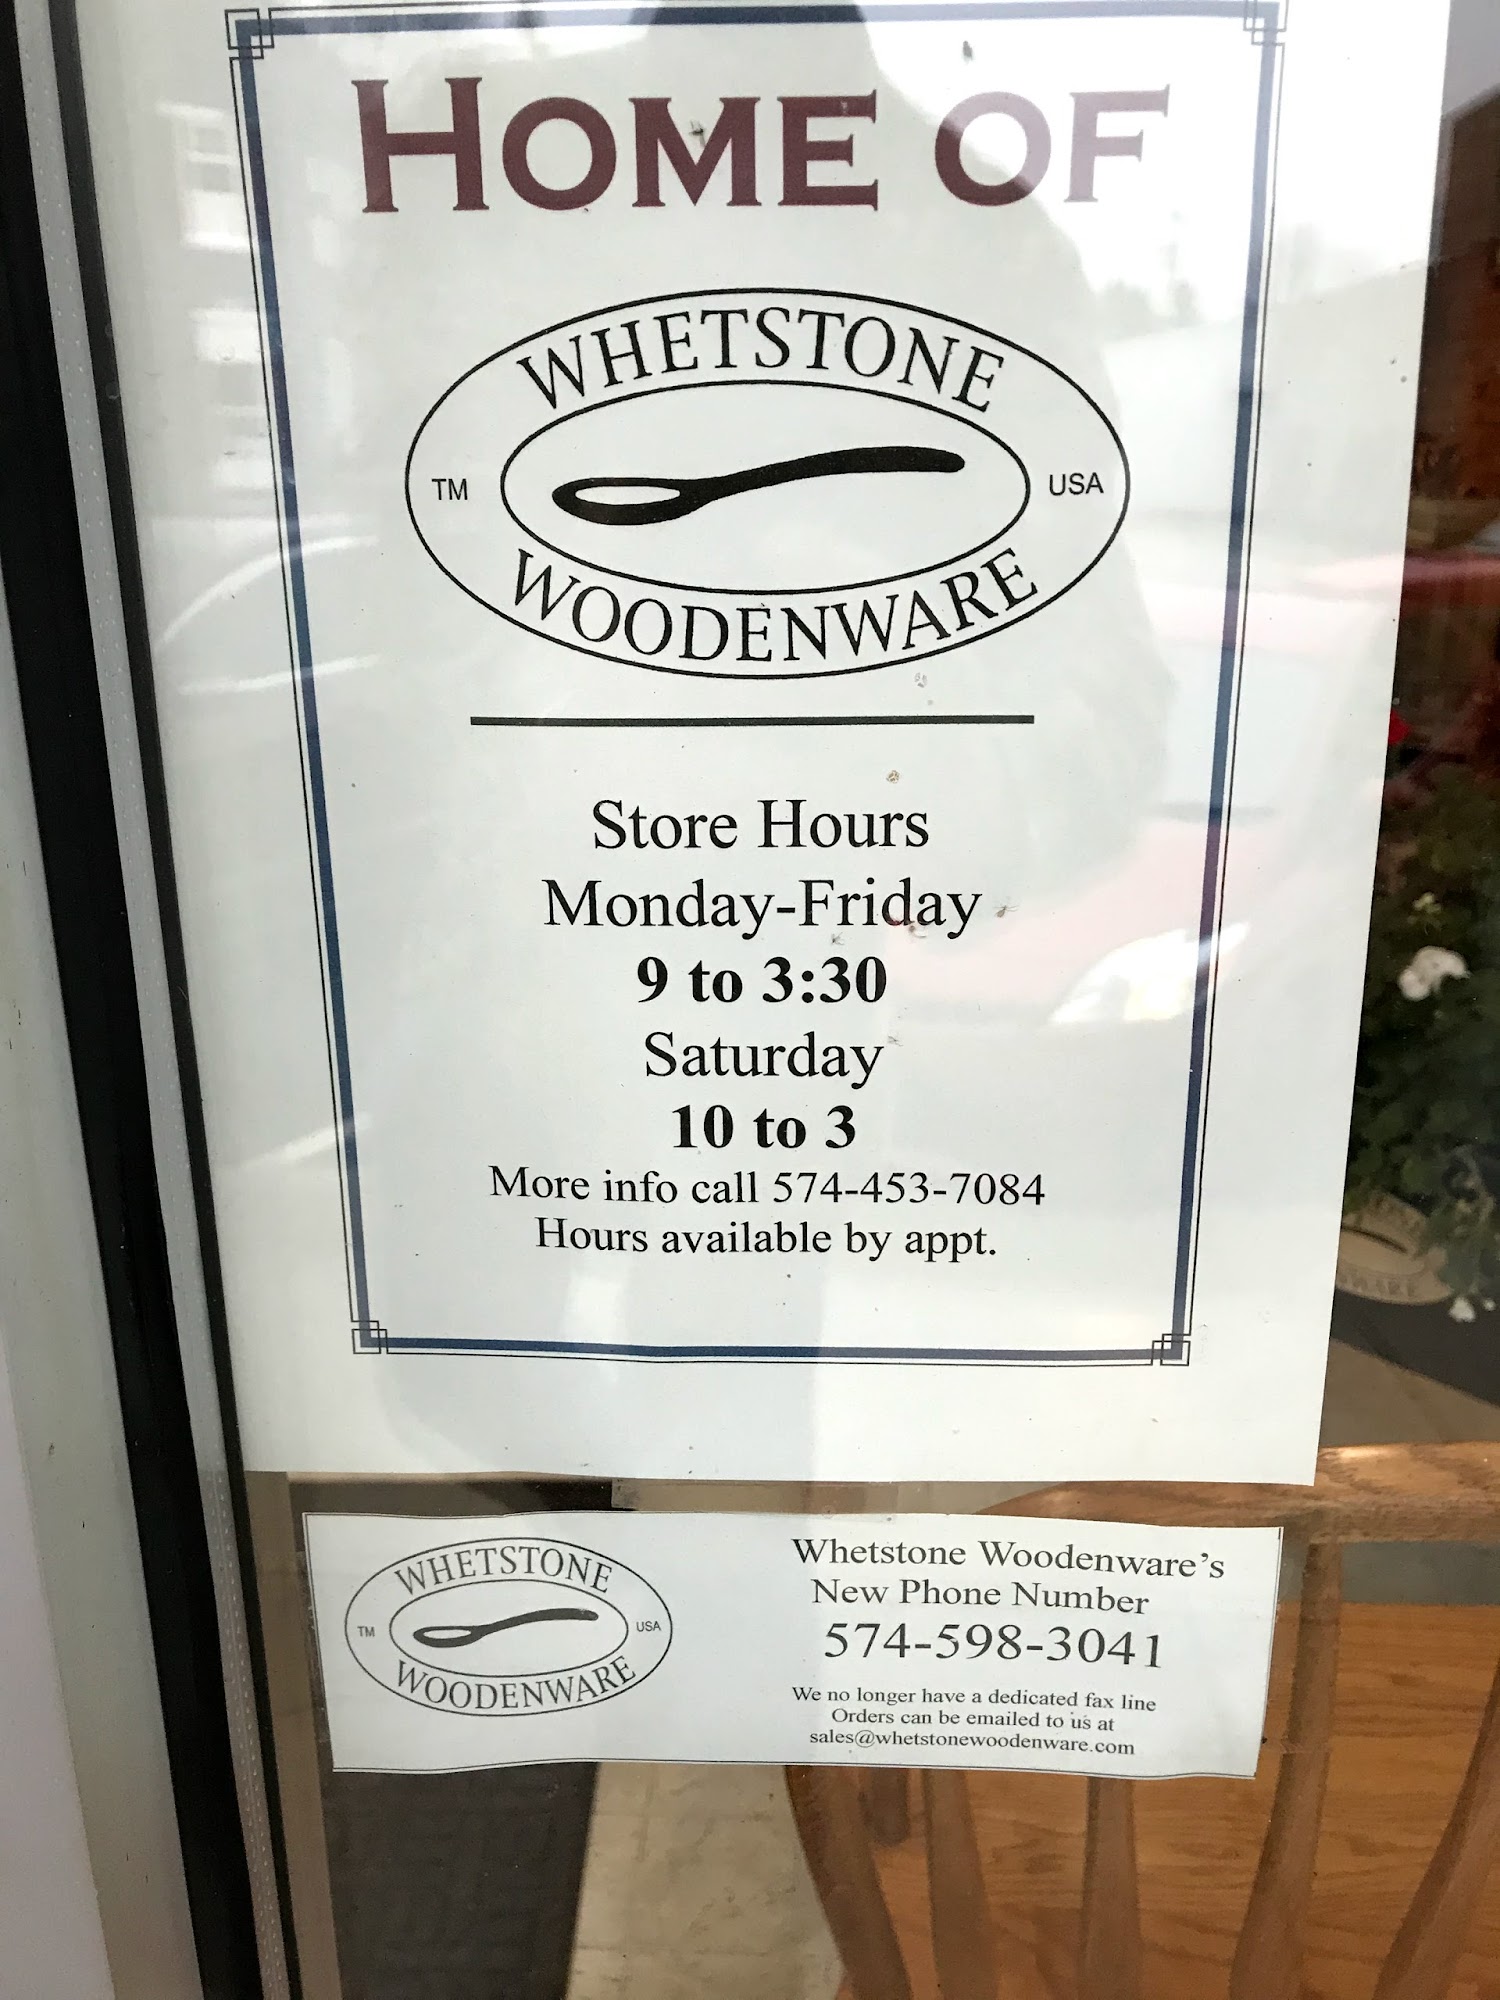 HOME OF
WHETSTONE
TM
USA
WOODENWARE
Store Hours
Monday-Friday
9 to 3:30
Saturday
10 to 3
More info call 574-453-7084
Hours available by appt.
WHETSTONE
TM
USA
WOODENWARE
Whetstone Woodenware's
New Phone Number
574-598-3041
We no longer have a dedicated fax line
Orders can be emailed to us at
sales@whetstonewoodenware.com